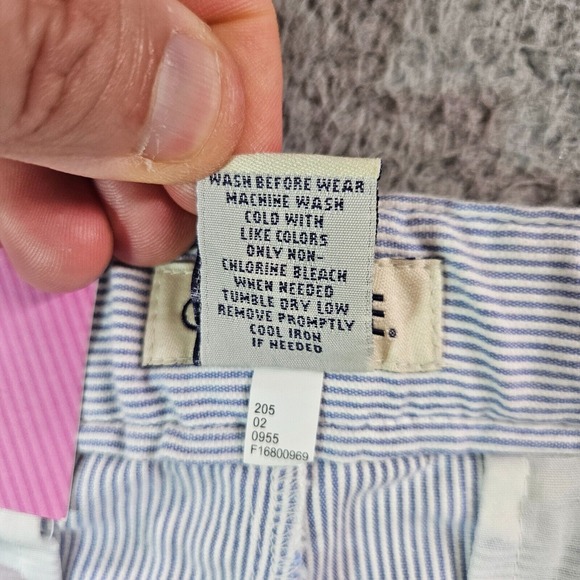 WASH BEFORE WEAR
MACHINE WASH
COLD WITH
LIKE COLORS
ONLY NON-
CHLORINE BLEACH
WHEN NEEDED
TUMBLE DRY LOW
REMOVE PROMPTLY
COOL IRON
IF NEEDED
205
02
0955
F16800969